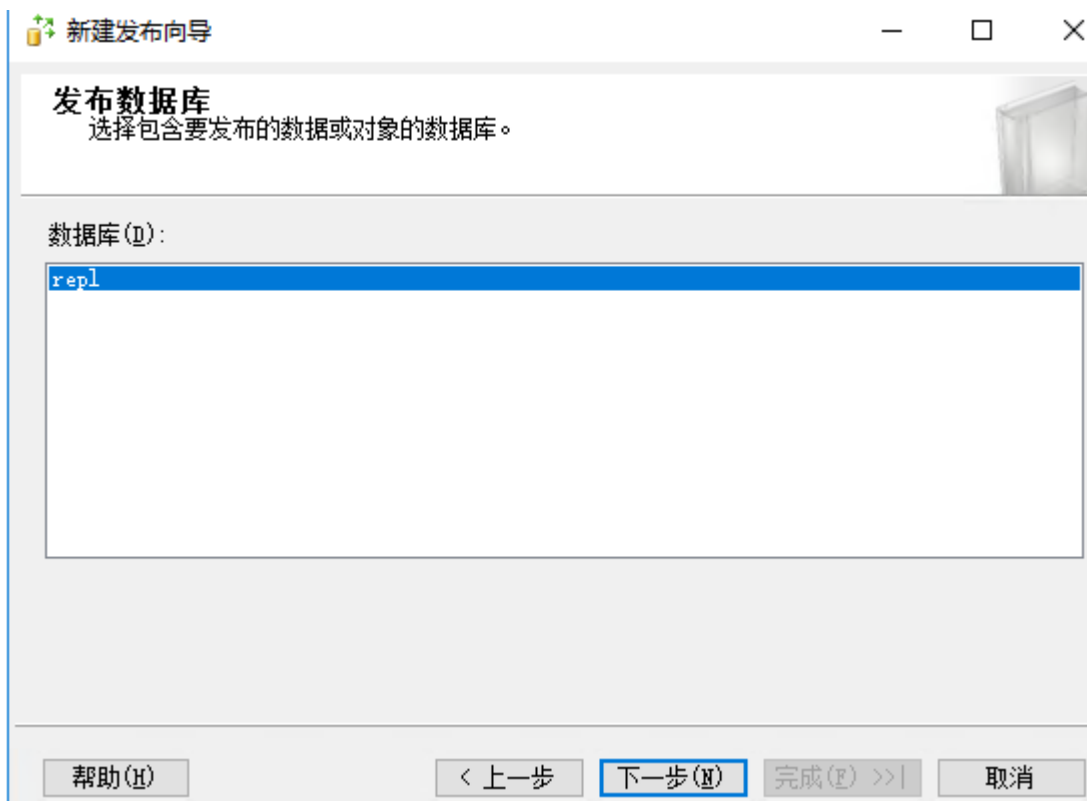 新建发布向导
发布数据库
选择包含要发布的数据或对象的数据库。
数据库(D):
repl
帮助(H)
< 上一步
下一步(N)
完成(F) >>|
取消